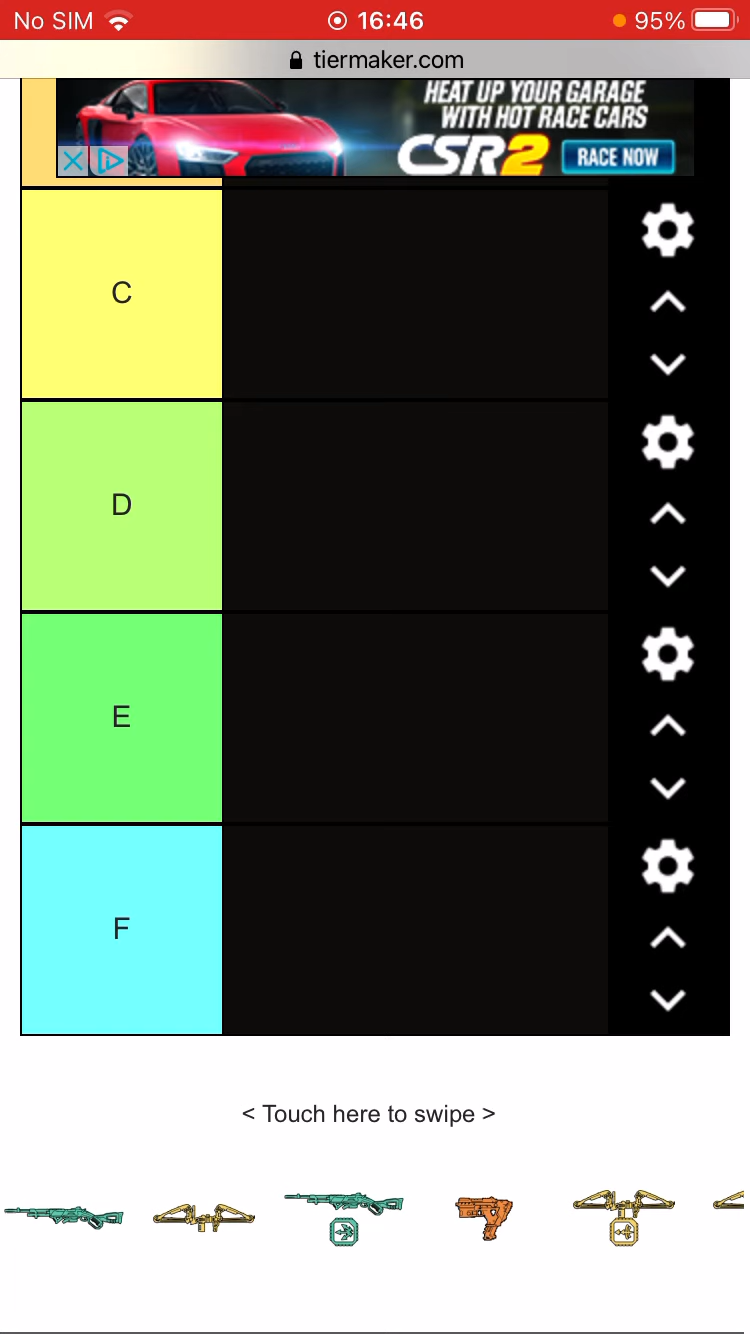 No SIM 16:46 95%
tiermaker.com
HEAT UP YOUR GARAGE
WITH HOT RACE CARS
CSR2 RACE NOW
C
D
E
F
< Touch here to swipe >